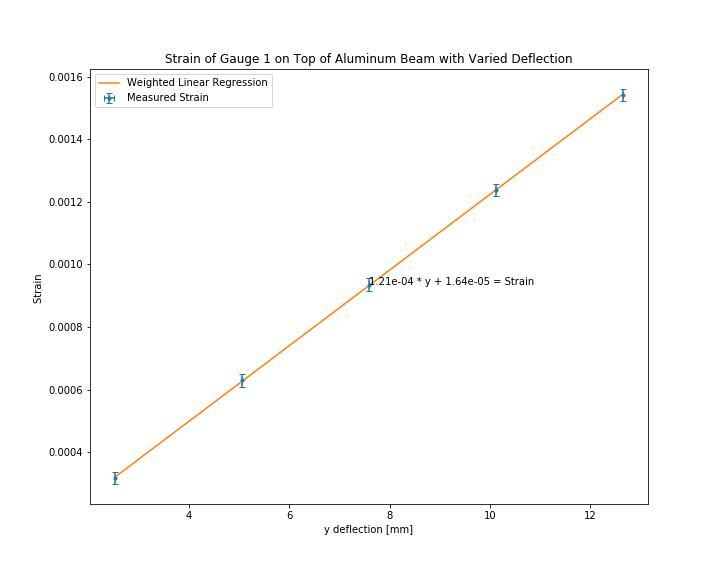 Strain of Gauge 1 on Top of Aluminum Beam with Varied Deflection
0.0016
Weighted Linear Regression
Measured Strain
0.0014
0.0012
0.0010
1.21e-04 * y + 1.64e-05 = Strain
Strain
0.0008
0.0006
0.0004
4 6 8 10 12
y deflection [mm]